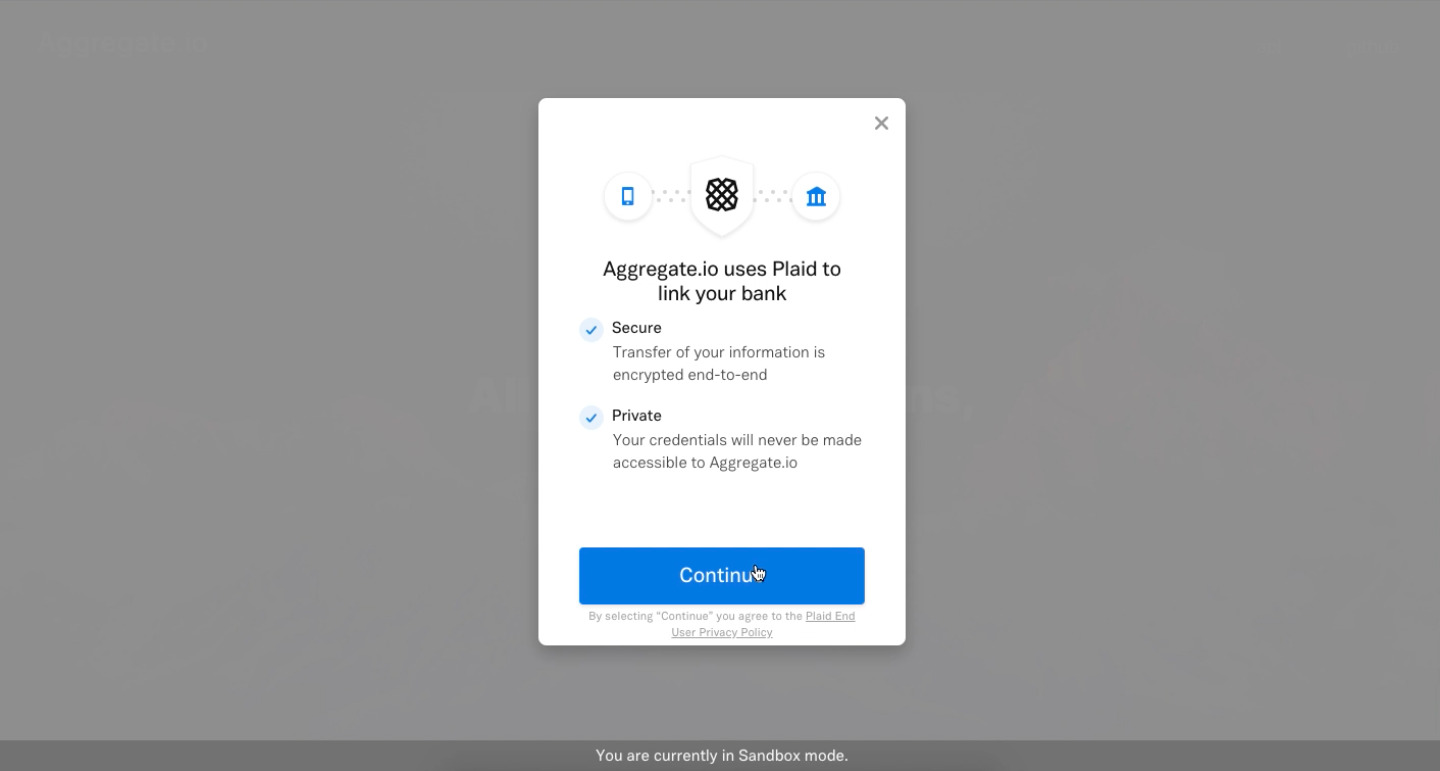 Aggregate.io
Aggregate.io uses Plaid to
link your bank
Secure
Transfer of your information is
encrypted end-to-end
Private
Your credentials will never be made
accessible to Aggregate.io
Continue
By selecting “Continue” you agree to the Plaid End
User Privacy Policy
You are currently in Sandbox mode.